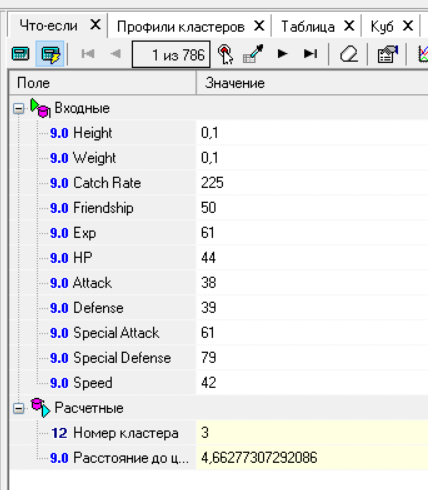 Что-если X Профили кластеров X Таблица X Куб X
1 из 786
Поле Значение
Входные
9.0 Height 0,1
9.0 Weight 0,1
9.0 Catch Rate 225
9.0 Friendship 50
9.0 Exp 61
9.0 HP 44
9.0 Attack 38
9.0 Defense 39
9.0 Special Attack 61
9.0 Special Defense 79
9.0 Speed 42
Расчетные
12 Номер кластера 3
9.0 Расстояние до ц... 4,66277307292086